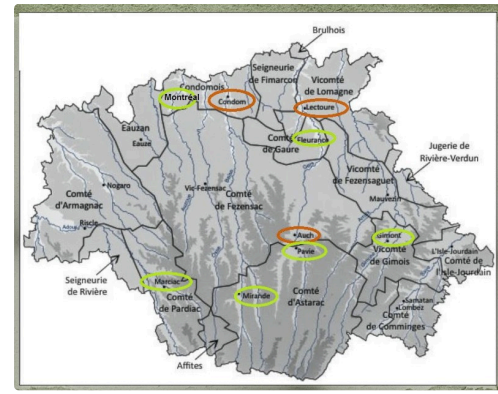 Brulhois
Seigneurie
de Fimarcon
Vicomté
de Lomagne
Condomois
Montréal
Condom
Lectoure
Eauzan
Eauze
Comté
de Gaure
Fleurance
Jugerie de
Rivière-Verdun
Vicomté
de Fezensaguet
Mauvezin
Comté
d'Armagnac
Nogaro
Vic-Fezensac
Comté
de Fezensac
Riscle
Adour
Auch
Pavie
Gimont
Vicomté
de Gimois
L'Isle-Jourdain
Comté de
l'Isle-Jourdain
Seigneurie
de Rivière
Marciac
Comté
de Pardiac
Mirande
Comté
d'Astarac
Samatan
Lombez
Comté
de Comminges
Affites